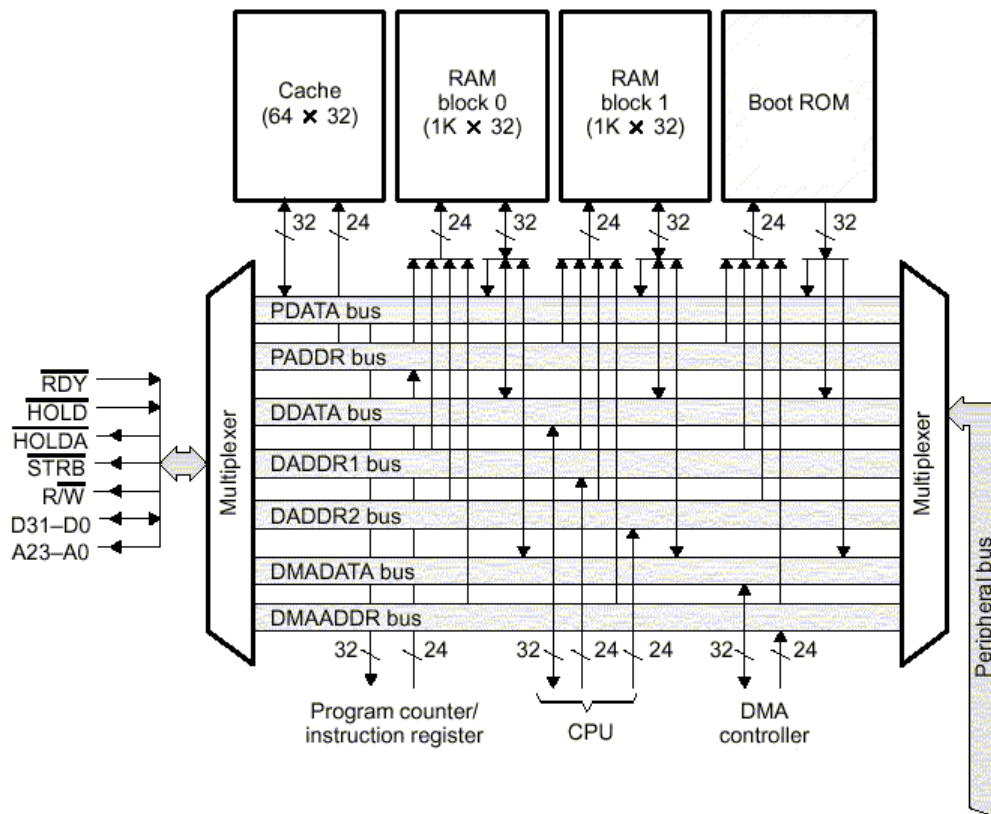 Cache
(64 × 32)
RAM
block 0
(1K × 32)
RAM
block 1
(1K × 32)
Boot ROM
32
24
24
32
24
32
24
32
PDATA bus
PADDR bus
DDATA bus
DADDR1 bus
DADDR2 bus
DMADATA bus
DMAADDR bus
Multiplexer
Multiplexer
RDY
HOLD
HOLDA
STRB
R/W
D31–D0
A23–A0
Peripheral bus
32
24
32
24
24
32
24
Program counter/
instruction register
CPU
DMA
controller